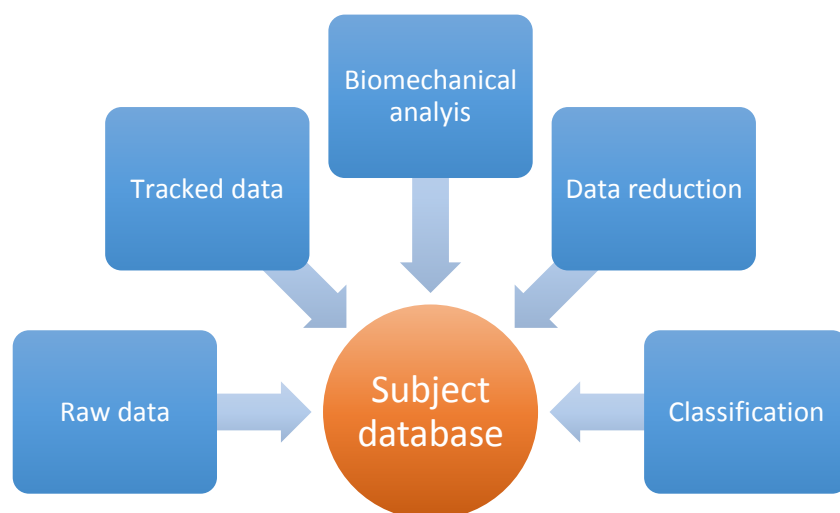 Biomechanical
analyis
Tracked data
Data reduction
Raw data
Subject
database
Classification